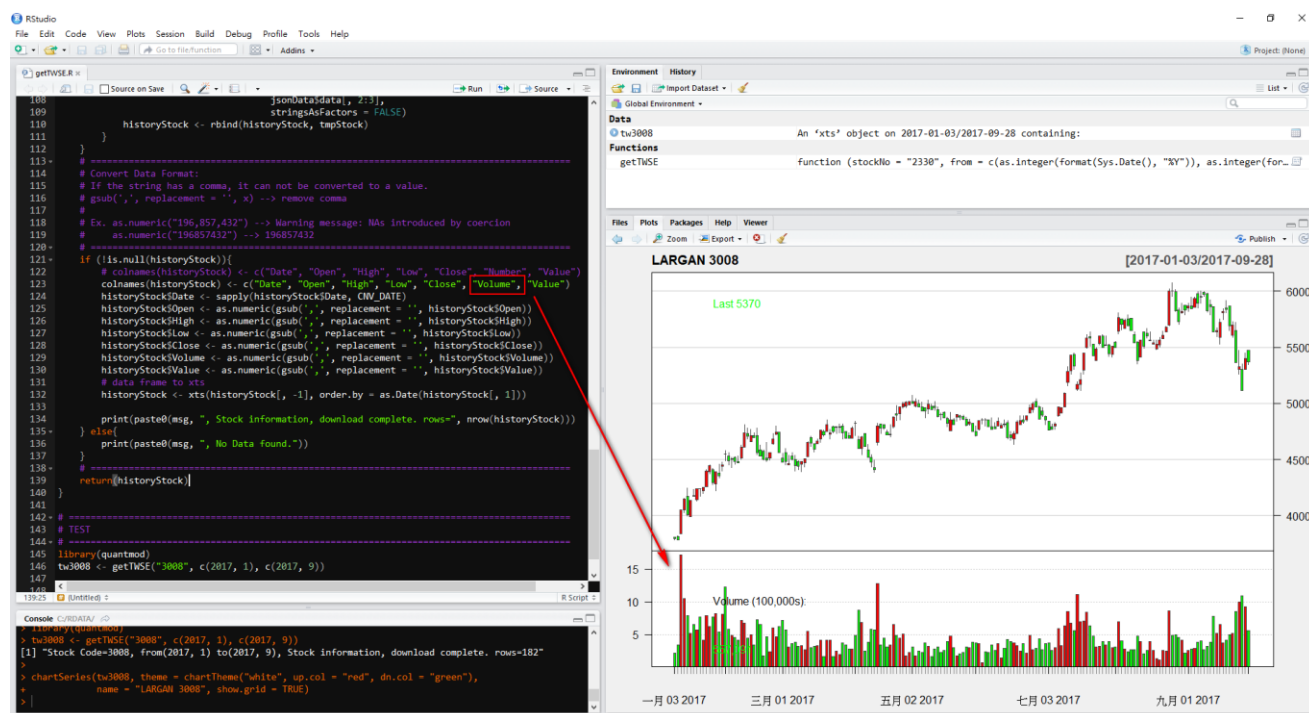 RStudio
File Edit Code View Plots Session Build Debug Profile Tools Help
Go to file/function Addins
Project: (None)
getTWSE.R
Source on Save Run Source
108 jsonData$data[, 2:3],
109 stringsAsFactors = FALSE)
110 historyStock <- rbind(historyStock, tmpStock)
111 }
112 }
113 # ==========================================================================
114 # Convert Data Format:
115 # If the string has a comma, it can not be converted to a value.
116 # gsub(',', replacement = '', x) --> remove comma
117 #
118 # Ex. as.numeric("196,857,432") --> Warning message: NAs introduced by coercion
119 # as.numeric("196857432") --> 196857432
120 # ==========================================================================
121 if (!is.null(historyStock)){
122 # colnames(historyStock) <- c("Date", "Open", "High", "Low", "Close", "Number", "Value")
123 colnames(historyStock) <- c("Date", "Open", "High", "Low", "Close", "Volume", "Value")
124 historyStock$Date <- sapply(historyStock$Date, CNV_DATE)
125 historyStock$Open <- as.numeric(gsub(',', replacement = '', historyStock$Open))
126 historyStock$High <- as.numeric(gsub(',', replacement = '', historyStock$High))
127 historyStock$Low <- as.numeric(gsub(',', replacement = '', historyStock$Low))
128 historyStock$Close <- as.numeric(gsub(',', replacement = '', historyStock$Close))
129 historyStock$Volume <- as.numeric(gsub(',', replacement = '', historyStock$Volume))
130 historyStock$Value <- as.numeric(gsub(',', replacement = '', historyStock$Value))
131 # data frame to xts
132 historyStock <- xts(historyStock[, -1], order.by = as.Date(historyStock[, 1]))
133
134 print(paste0(msg, ", Stock information, download complete. rows=", nrow(historyStock)))
135 } else{
136 print(paste0(msg, ", No Data found."))
137 }
138 # ==========================================================================
139 return(historyStock)
140 }
141
142 # ==========================================================================
143 # TEST
144 # ==========================================================================
145 library(quantmod)
146 tw3008 <- getTWSE("3008", c(2017, 1), c(2017, 9))
147
148
139:25 (Untitled) R Script
Console C:/RDATA/
> library(quantmod)
> tw3008 <- getTWSE("3008", c(2017, 1), c(2017, 9))
[1] "Stock Code=3008, from(2017, 1) to(2017, 9), Stock information, download complete. rows=182"
>
> chartSeries(tw3008, theme = chartTheme("white", up.col = "red", dn.col = "green"),
+ name = "LARGAN 3008", show.grid = TRUE)
>
Environment History
Import Dataset List
Global Environment
Data
tw3008 An 'xts' object on 2017-01-03/2017-09-28 containing:
Functions
getTWSE function (stockNo = "2330", from = c(as.integer(format(Sys.Date(), "%Y")), as.integer(for…
Files Plots Packages Help Viewer
Zoom Export Publish
LARGAN 3008 [2017-01-03/2017-09-28]
Last 5370
6000
5500
5000
4500
4000
15
10
5
Volume (100,000s):
一月 03 2017 三月 01 2017 五月 02 2017 七月 03 2017 九月 01 2017